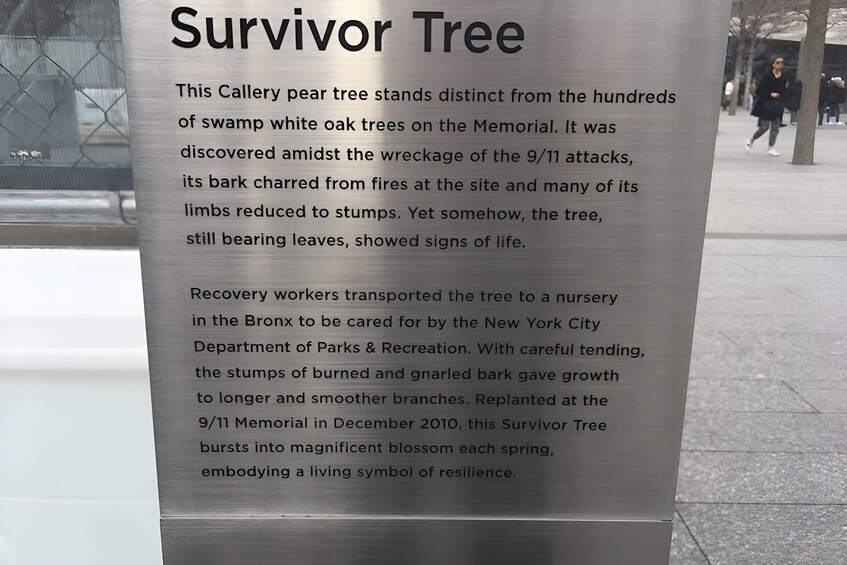 Survivor Tree
This Callery pear tree stands distinct from the hundreds
of swamp white oak trees on the Memorial. It was
discovered amidst the wreckage of the 9/11 attacks,
its bark charred from fires at the site and many of its
limbs reduced to stumps. Yet somehow, the tree,
still bearing leaves, showed signs of life.
Recovery workers transported the tree to a nursery
in the Bronx to be cared for by the New York City
Department of Parks & Recreation. With careful tending,
the stumps of burned and gnarled bark gave growth
to longer and smoother branches. Replanted at the
9/11 Memorial in December 2010, this Survivor Tree
bursts into magnificent blossom each spring,
embodying a living symbol of resilience.